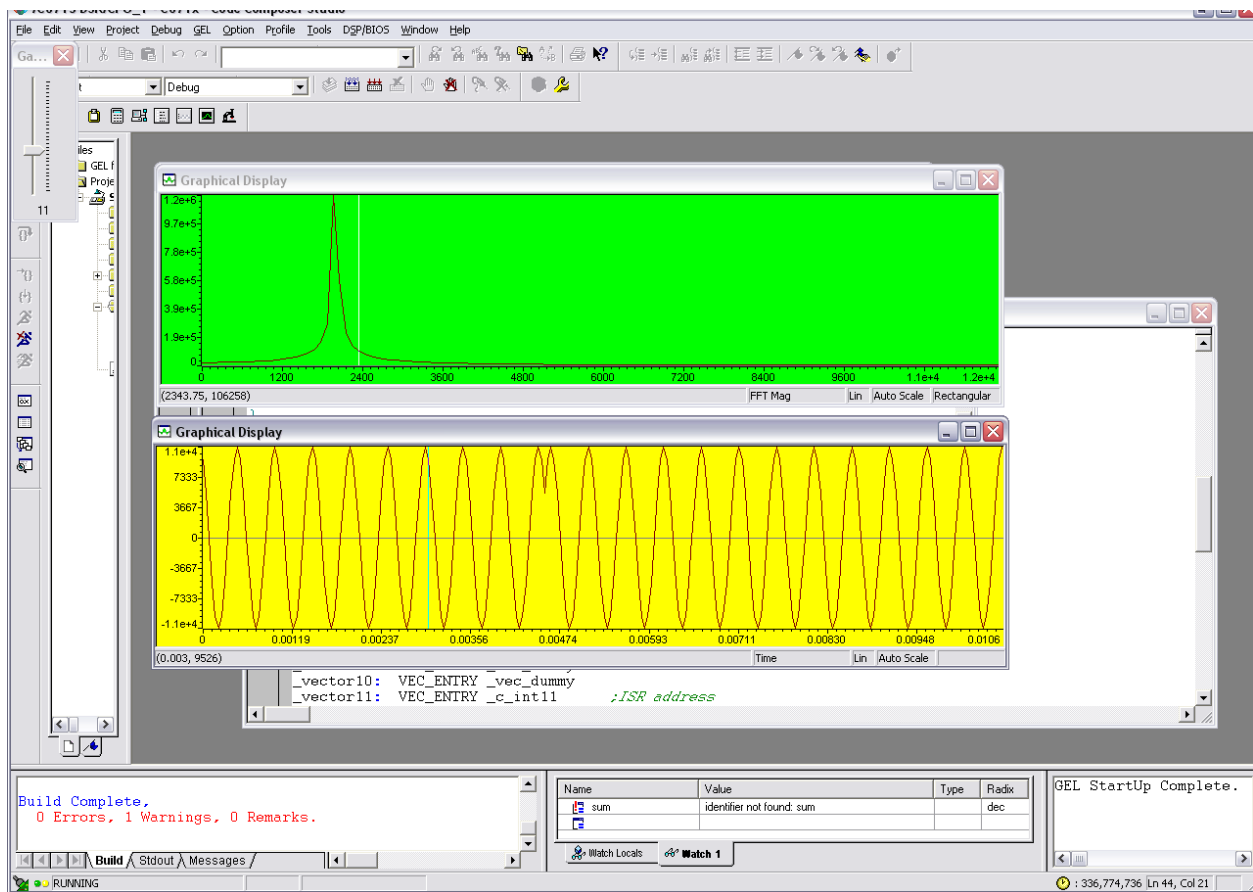 File Edit View Project Debug GEL Option Profile Tools DSP/BIOS Window Help
Ga...
Debug
11
GEL f
Proje
Graphical Display
1.2e+6
9.7e+5
7.8e+5
5.8e+5
3.9e+5
1.9e+5
0
0 1200 2400 3600 4800 6000 7200 8400 9600 1.1e+4 1.2e+4
(2343.75, 106258) FFT Mag Lin Auto Scale Rectangular
Graphical Display
1.1e+4
7333
3667
0
-3667
-7333
-1.1e+4
0 0.00119 0.00237 0.00356 0.00474 0.00593 0.00711 0.00830 0.00948 0.0106
(0.003, 9526) Time Lin Auto Scale
_vector10: VEC_ENTRY _vec_dummy
_vector11: VEC_ENTRY _c_int11 ;ISR address
Build Complete,
0 Errors, 1 Warnings, 0 Remarks.
Build Stdout Messages
Name Value Type Radix
sum identifier not found: sum dec
Watch Locals Watch 1
GEL StartUp Complete.
RUNNING : 336,774,736 Ln 44, Col 21